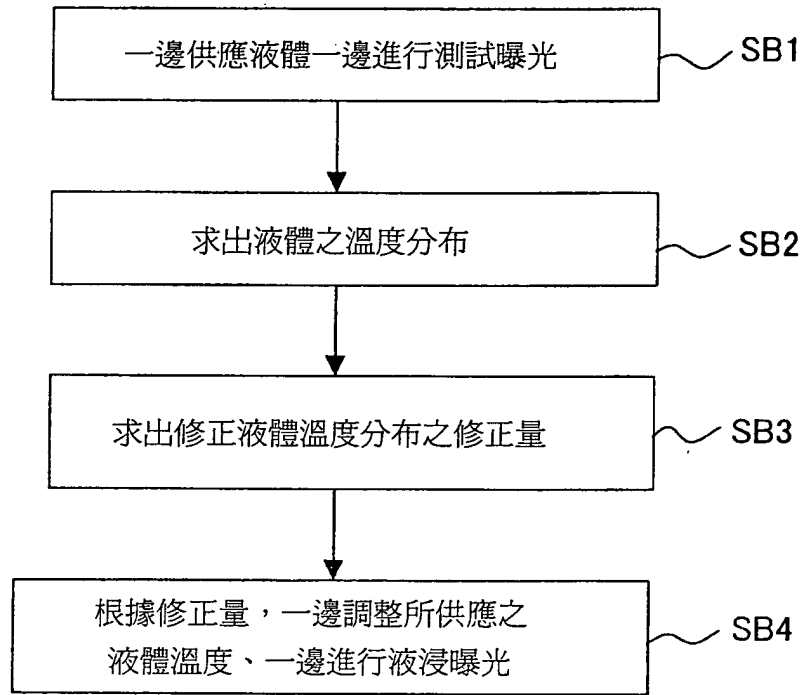 一邊供應液體一邊進行測試曝光
SB1
求出液體之溫度分布
SB2
求出修正液體溫度分布之修正量
SB3
根據修正量，一邊調整所供應之
液體溫度、一邊進行液浸曝光
SB4